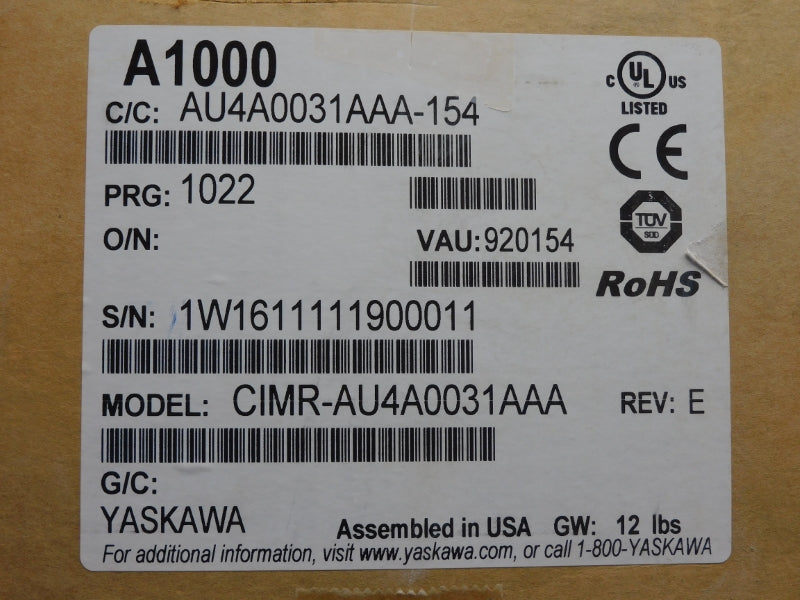 A1000
C/C: AU4A0031AAA-154
C UL ® US
LISTED
CE
PRG: 1022
TÜV
SÜD
O/N:
VAU: 920154
RoHS
S/N: 1W1611111900011
MODEL: CIMR-AU4A0031AAA REV: E
G/C:
YASKAWA
Assembled in USA GW: 12 lbs
For additional information, visit www.yaskawa.com, or call 1-800-YASKAWA